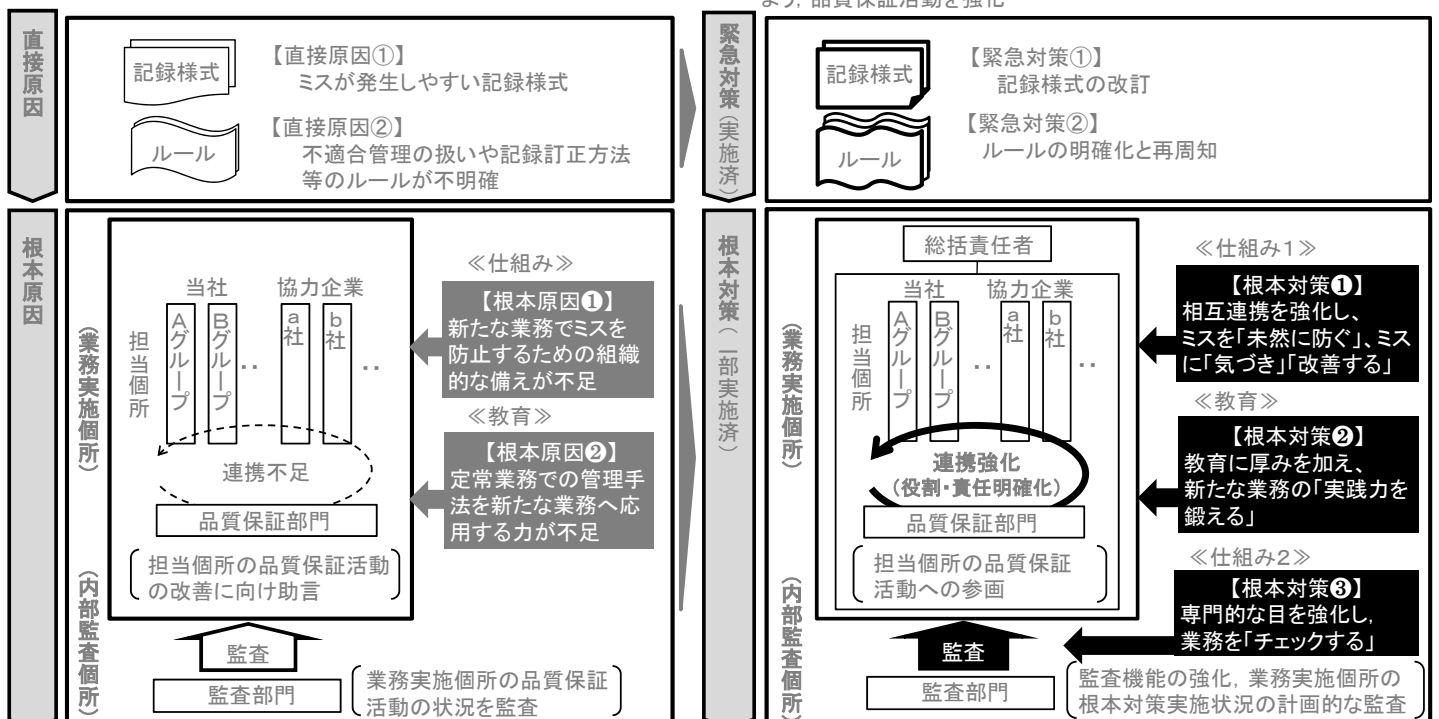 よう，品質保証活動を強化
直接原因
記録様式
【直接原因①】
ミスが発生しやすい記録様式
ルール
【直接原因②】
不適合管理の扱いや記録訂正方法
等のルールが不明確
緊急対策（実施済）
記録様式
【緊急対策①】
記録様式の改訂
ルール
【緊急対策②】
ルールの明確化と再周知
根本原因
（業務実施個所）
担当個所
当社
協力企業
Aグループ
Bグループ
‥
a社
b社
‥
連携不足
品質保証部門
担当個所の品質保証活動
の改善に向け助言
≪仕組み≫
【根本原因❶】
新たな業務でミスを
防止するための組織
的な備えが不足
≪教育≫
【根本原因❷】
定常業務での管理手
法を新たな業務へ応
用する力が不足
（内部監査個所）
監査
監査部門
業務実施個所の品質保証
活動の状況を監査
根本対策（一部実施済）
（業務実施個所）
総括責任者
担当個所
当社
協力企業
Aグループ
Bグループ
‥
a社
b社
‥
連携強化
（役割・責任明確化）
品質保証部門
担当個所の品質保証
活動への参画
≪仕組み１≫
【根本対策❶】
相互連携を強化し、
ミスを「未然に防ぐ」、ミス
に「気づき」「改善する」
≪教育≫
【根本対策❷】
教育に厚みを加え、
新たな業務の「実践力を
鍛える」
≪仕組み２≫
【根本対策❸】
専門的な目を強化し，
業務を「チェックする」
（内部監査個所）
監査
監査部門
監査機能の強化，業務実施個所の
根本対策実施状況の計画的な監査